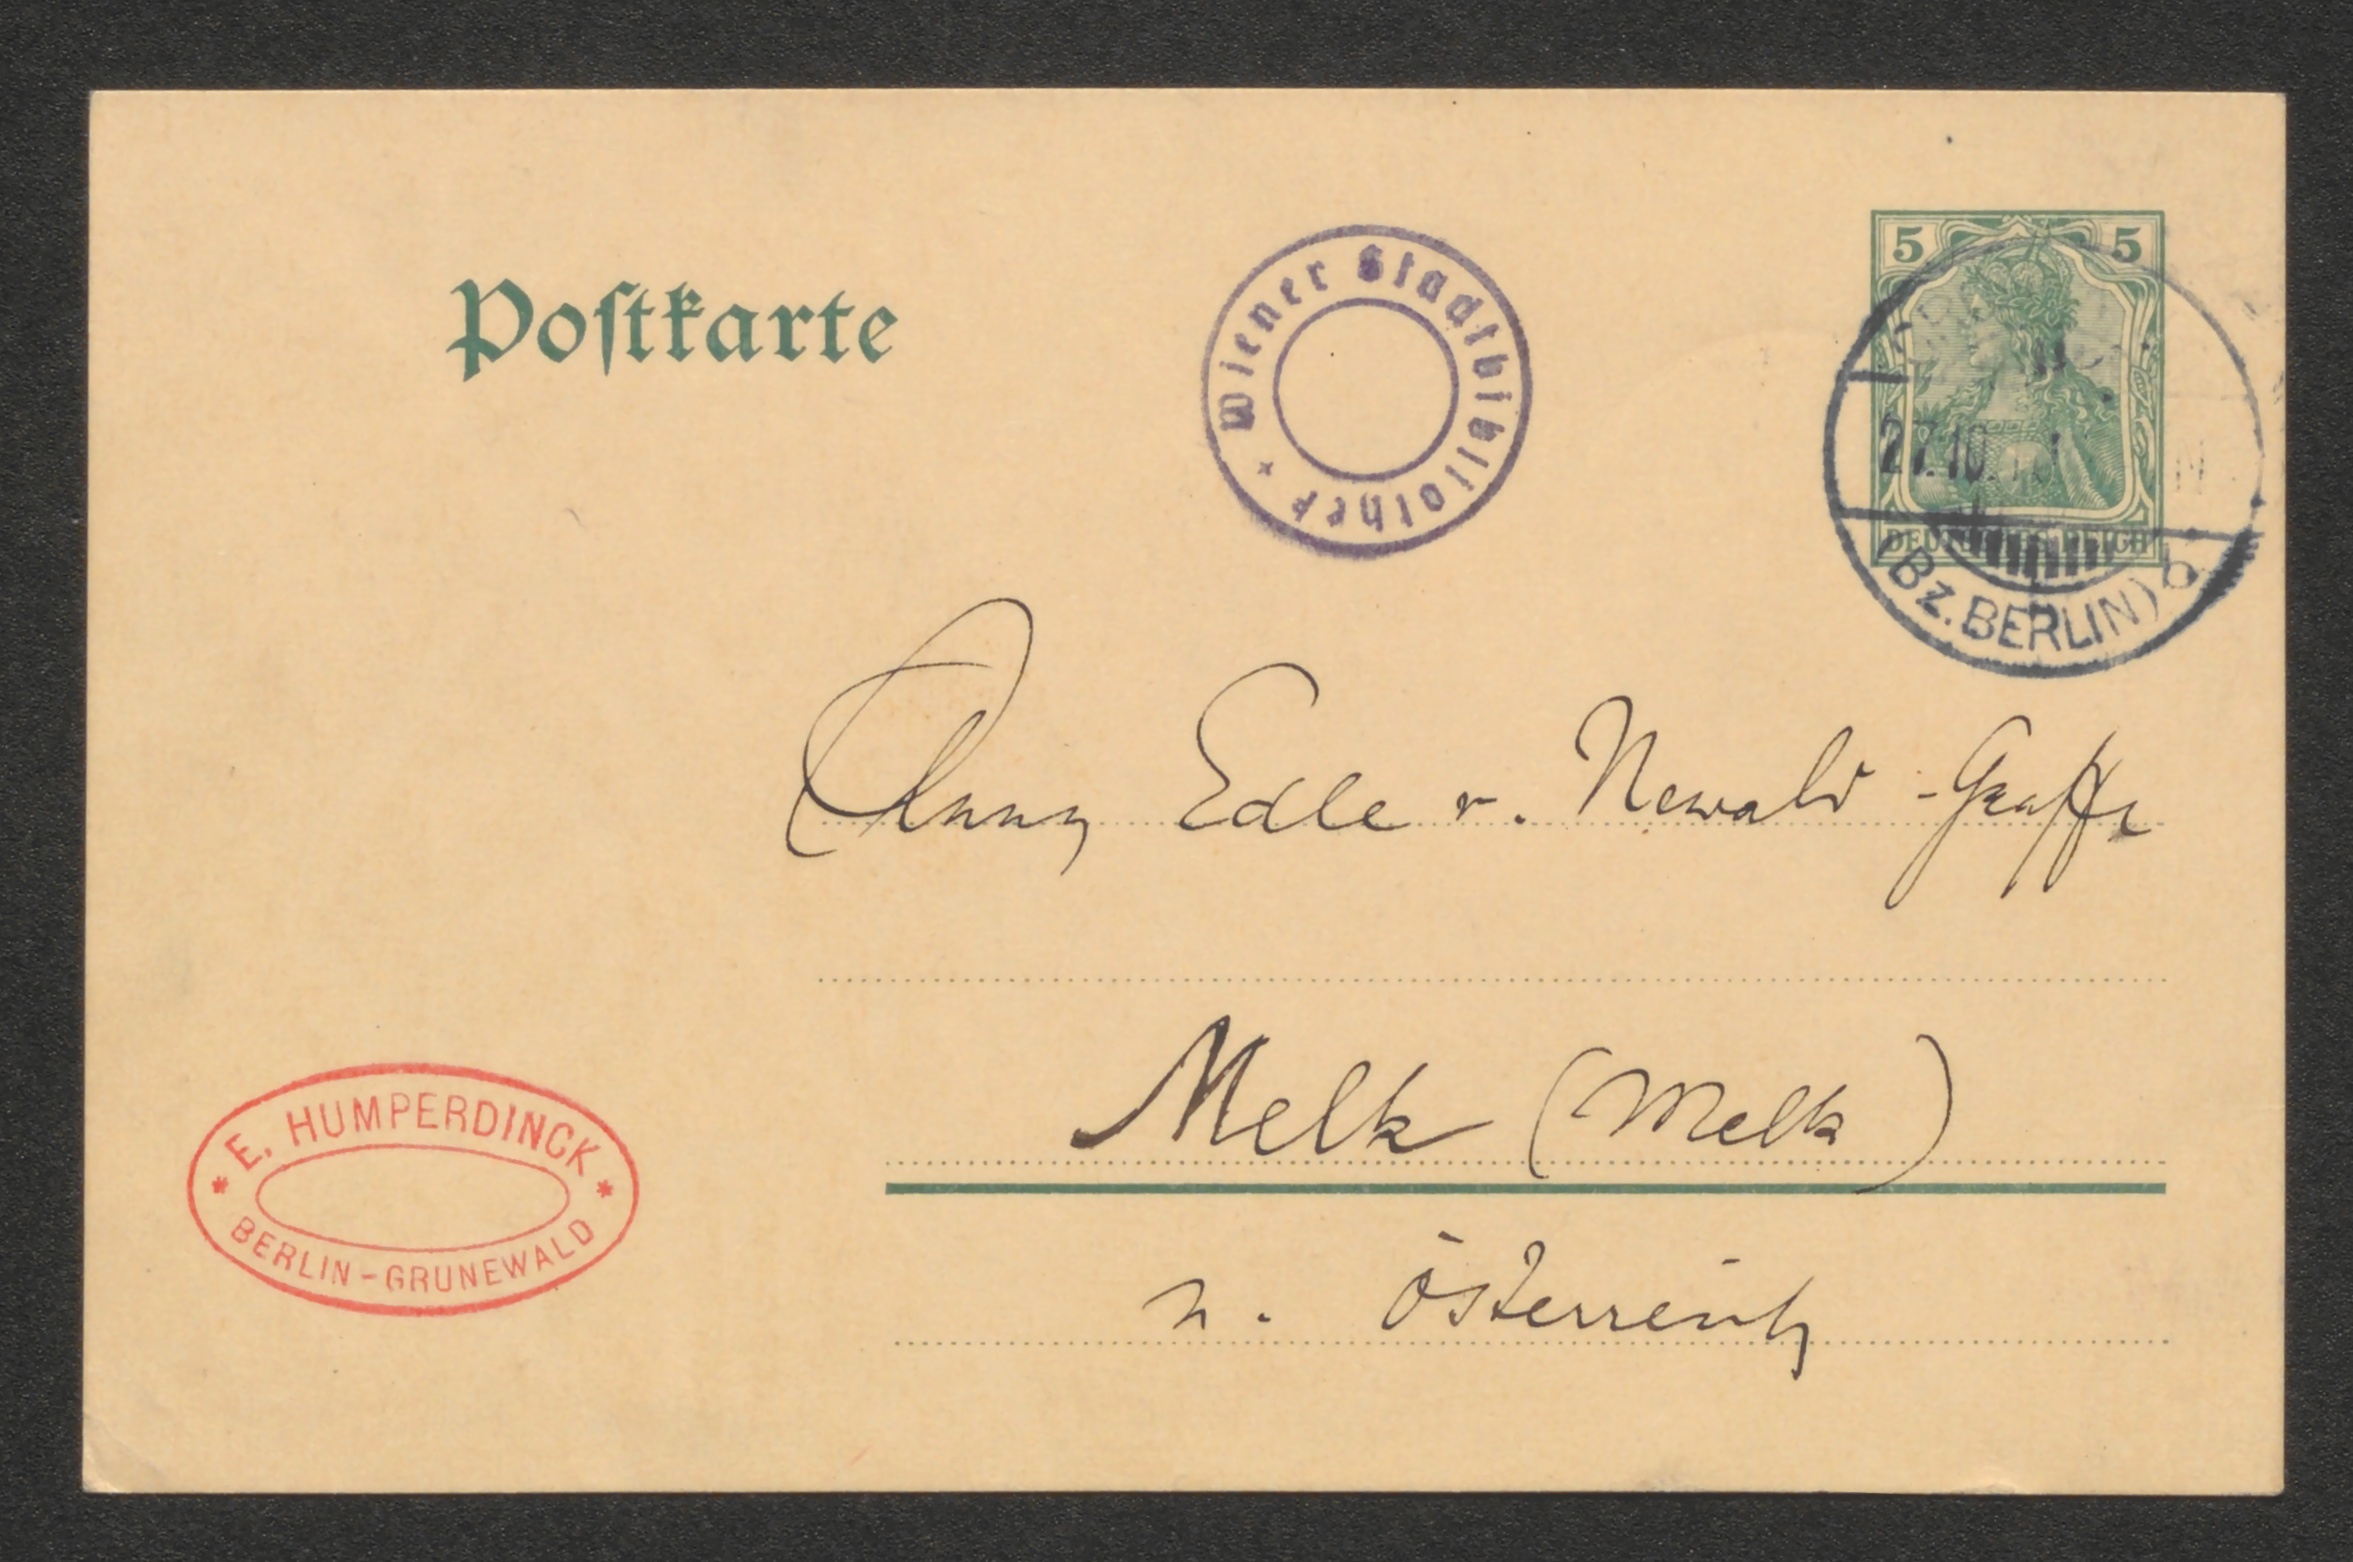 Postkarte
Wiener Stadtbibliothek
5 5
DEUTSCHES REICH
27.10.
(Bz. BERLIN) b
Anny Edle v. Newald-Grasse
Melk (Melk)
n. Österreich
E. HUMPERDINCK
BERLIN-GRUNEWALD